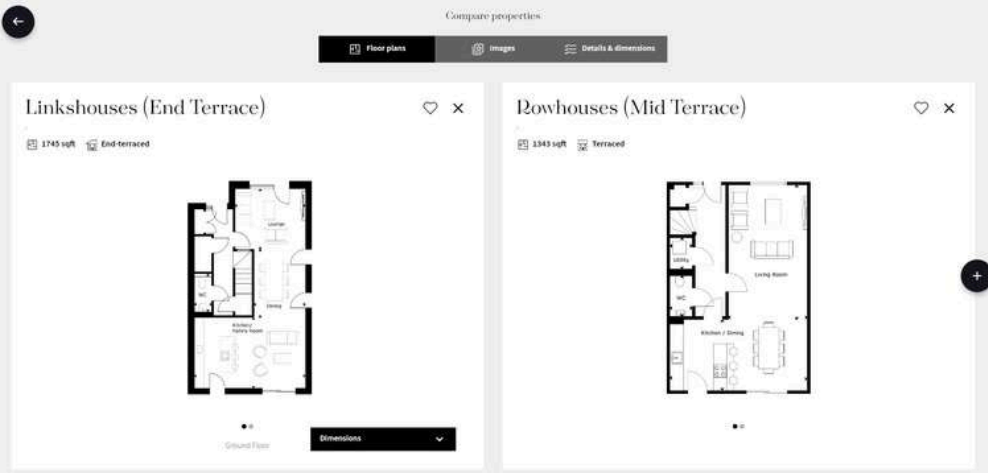 Compare properties
Floor plans
Images
Details & dimensions
Linkshouses (End Terrace)
1745 sqft
End-terraced
Lounge
WC
Dining
Kitchen/
Family Room
Ground Floor
Dimensions
Rowhouses (Mid Terrace)
1343 sqft
Terraced
Utility
Living Room
WC
Kitchen / Dining